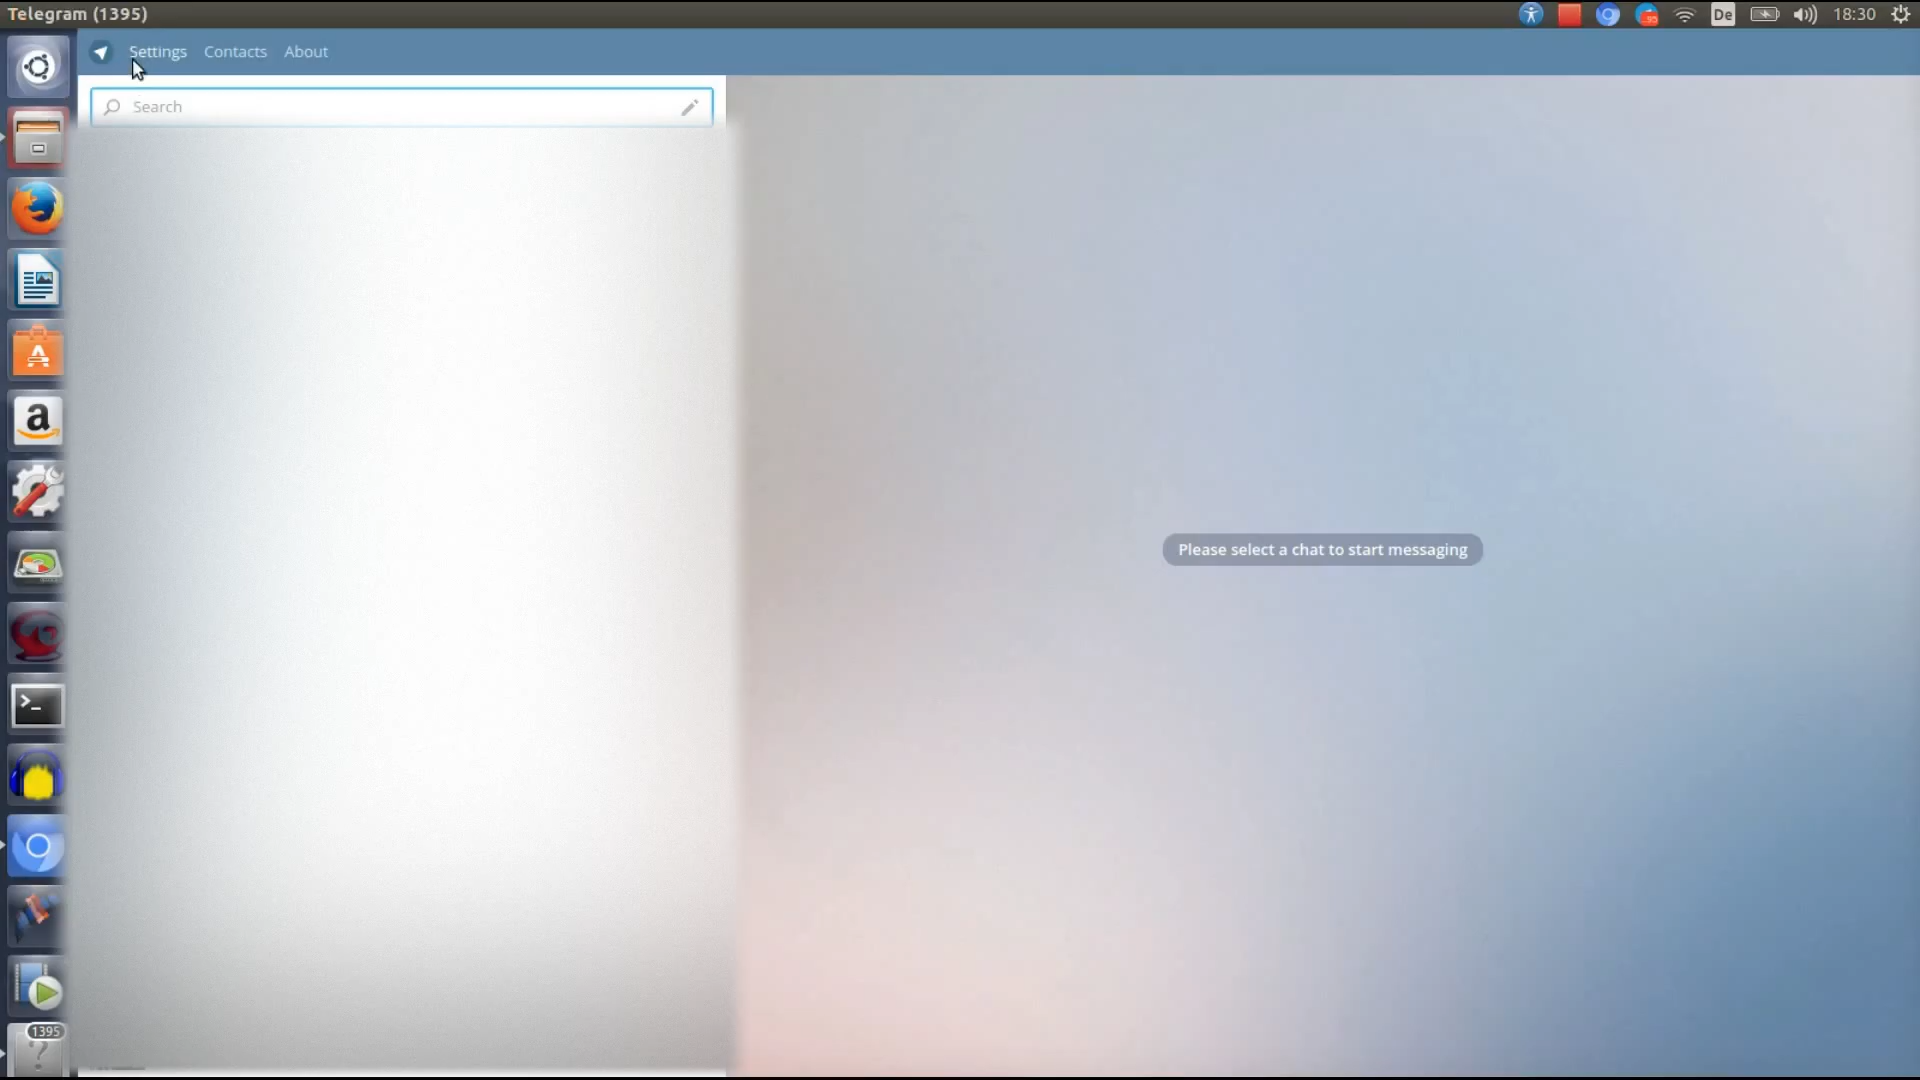 Telegram (1395)
De
18:30
Settings Contacts About
Search
Please select a chat to start messaging
1395